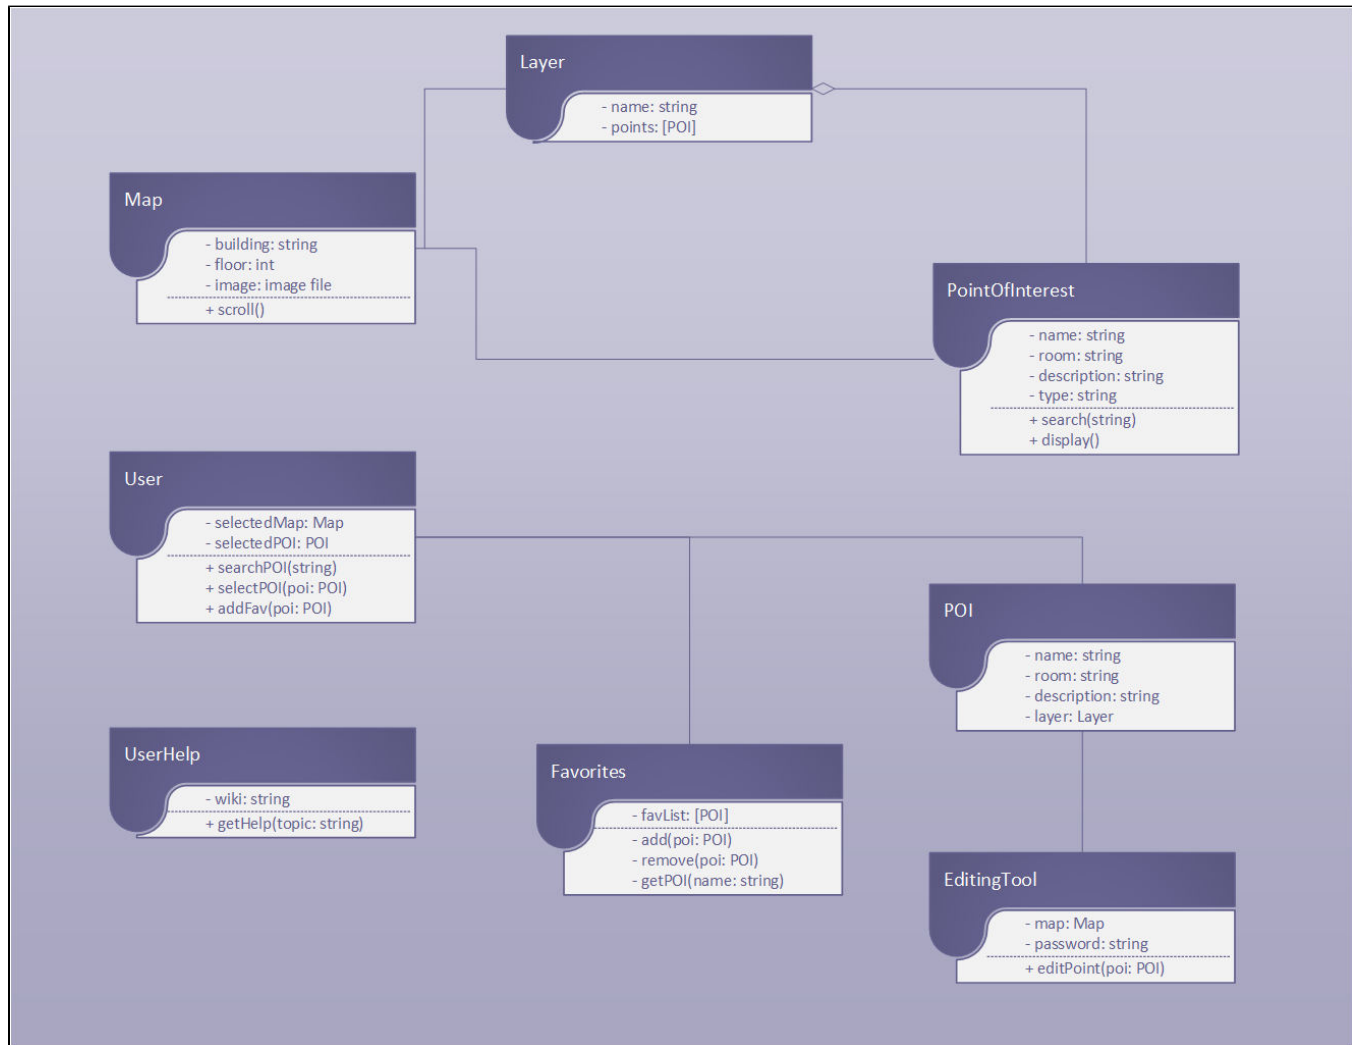 Layer
- name: string
- points: [POI]
Map
- building: string
- floor: int
- image: image file
+ scroll()
PointOfInterest
- name: string
- room: string
- description: string
- type: string
+ search(string)
+ display()
User
- selectedMap: Map
- selectedPOI: POI
+ searchPOI(string)
+ selectPOI(poi: POI)
+ addFav(poi: POI)
POI
- name: string
- room: string
- description: string
- layer: Layer
UserHelp
- wiki: string
+ getHelp(topic: string)
Favorites
- favList: [POI]
- add(poi: POI)
- remove(poi: POI)
- getPOI(name: string)
EditingTool
- map: Map
- password: string
+ editPoint(poi: POI)